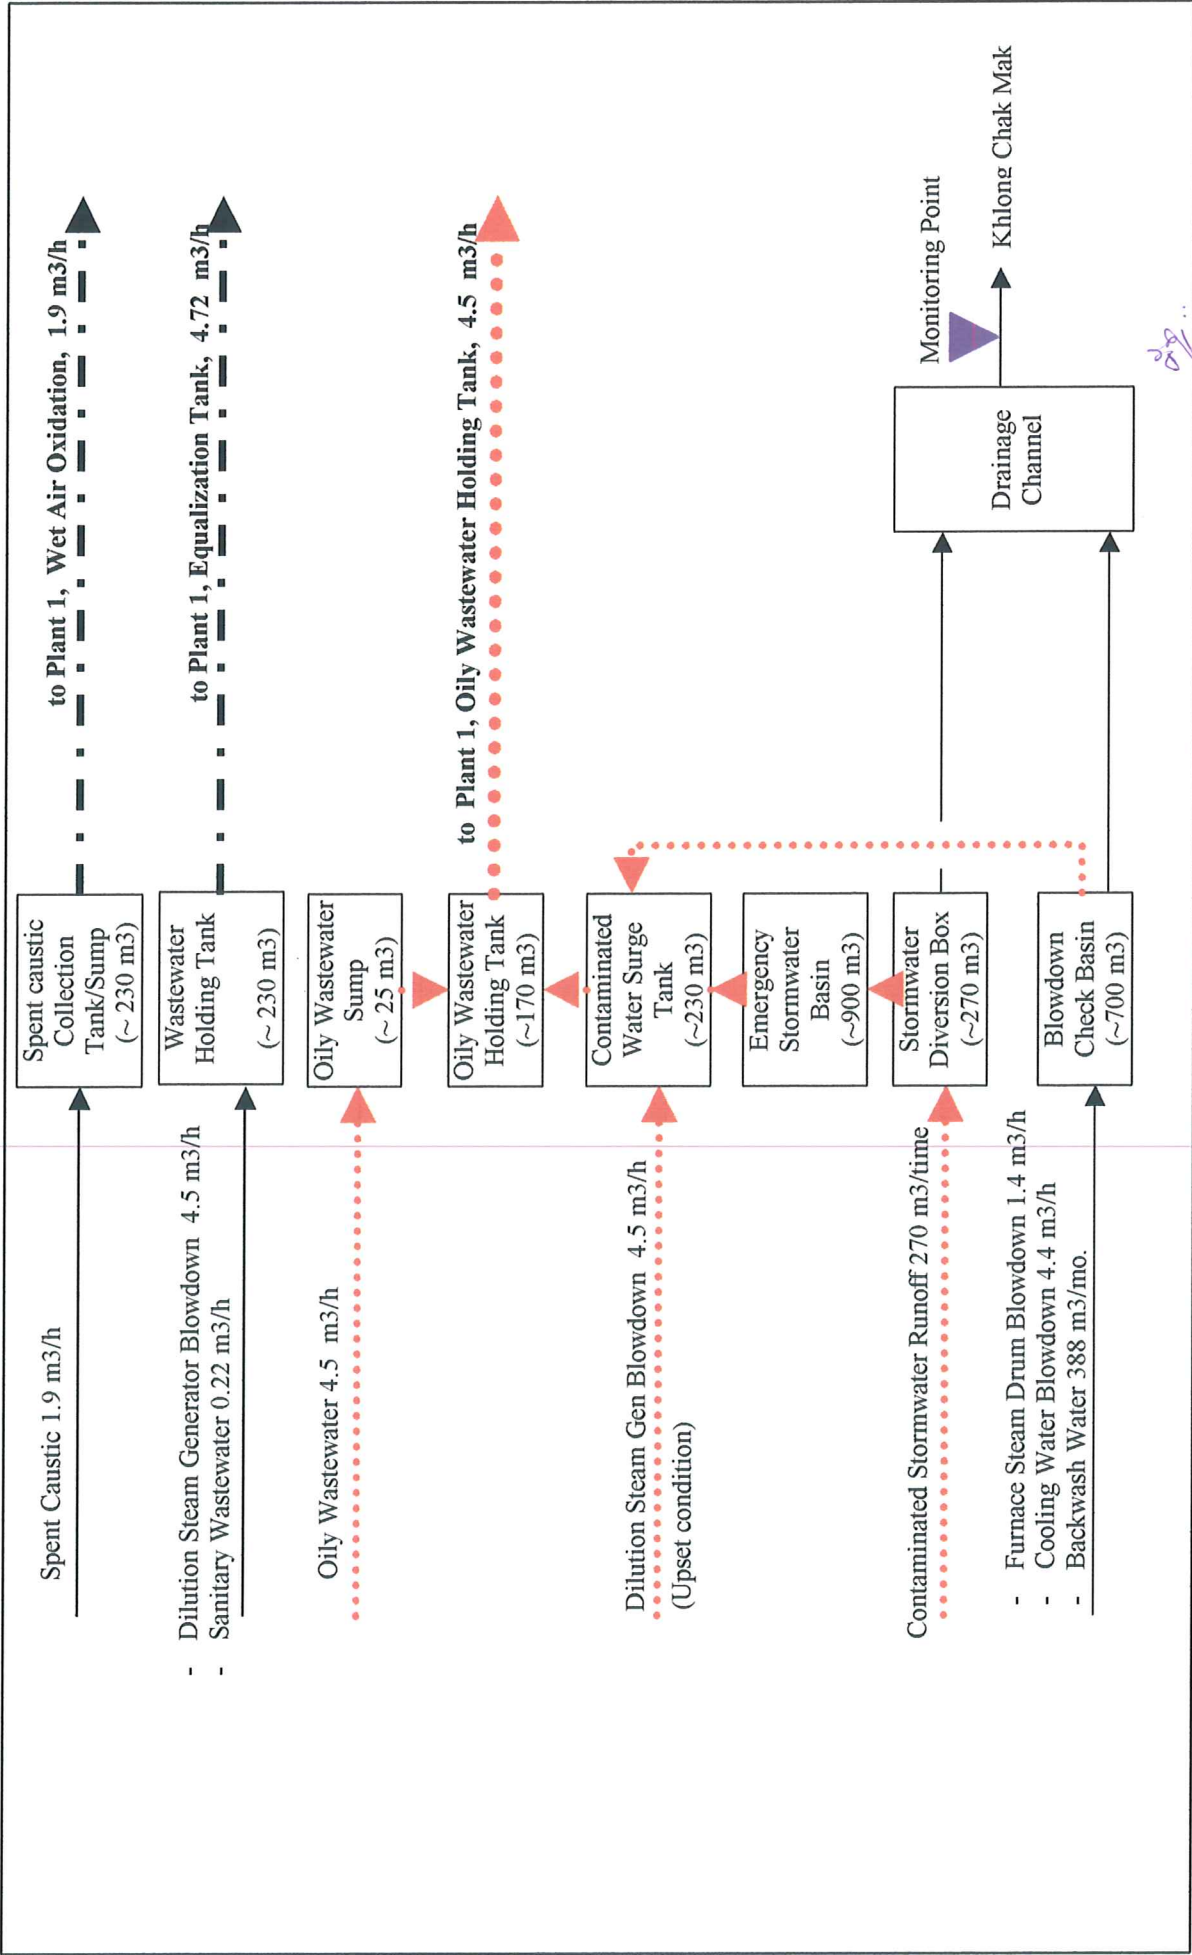 Spent Caustic 1.9 m3/h
Spent caustic
Collection
Tank/Sump
(~ 230 m3)
to Plant 1, Wet Air Oxidation, 1.9 m3/h
- Dilution Steam Generator Blowdown 4.5 m3/h
- Sanitary Wastewater 0.22 m3/h
Wastewater
Holding Tank
(~ 230 m3)
to Plant 1, Equalization Tank, 4.72 m3/h
Oily Wastewater 4.5 m3/h
Oily Wastewater
Sump
(~ 25 m3)
Oily Wastewater
Holding Tank
(~170 m3)
to Plant 1, Oily Wastewater Holding Tank, 4.5 m3/h
Dilution Steam Gen Blowdown 4.5 m3/h
(Upset condition)
Contaminated
Water Surge
Tank
(~230 m3)
Emergency
Stormwater
Basin
(~900 m3)
Contaminated Stormwater Runoff 270 m3/time
Stormwater
Diversion Box
(~270 m3)
- Furnace Steam Drum Blowdown 1.4 m3/h
- Cooling Water Blowdown 4.4 m3/h
- Backwash Water 388 m3/mo.
Blowdown
Check Basin
(~700 m3)
Drainage
Channel
Monitoring Point
Khlong Chak Mak